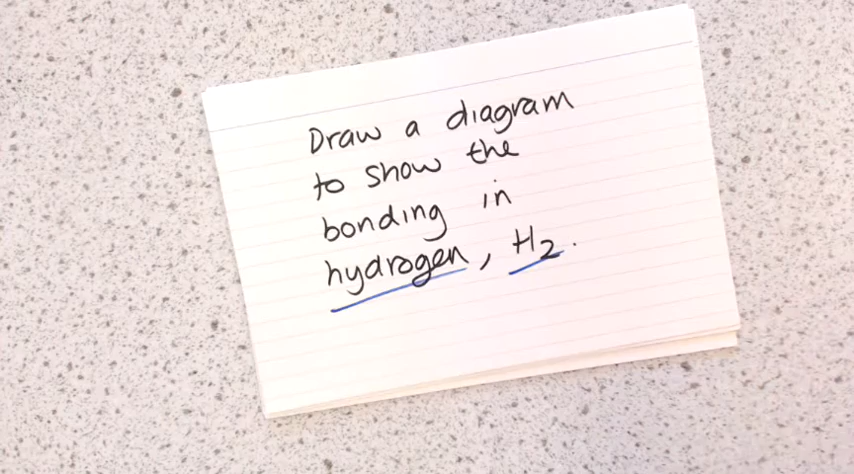 Draw a diagram
to show the
bonding in
hydrogen, H₂.